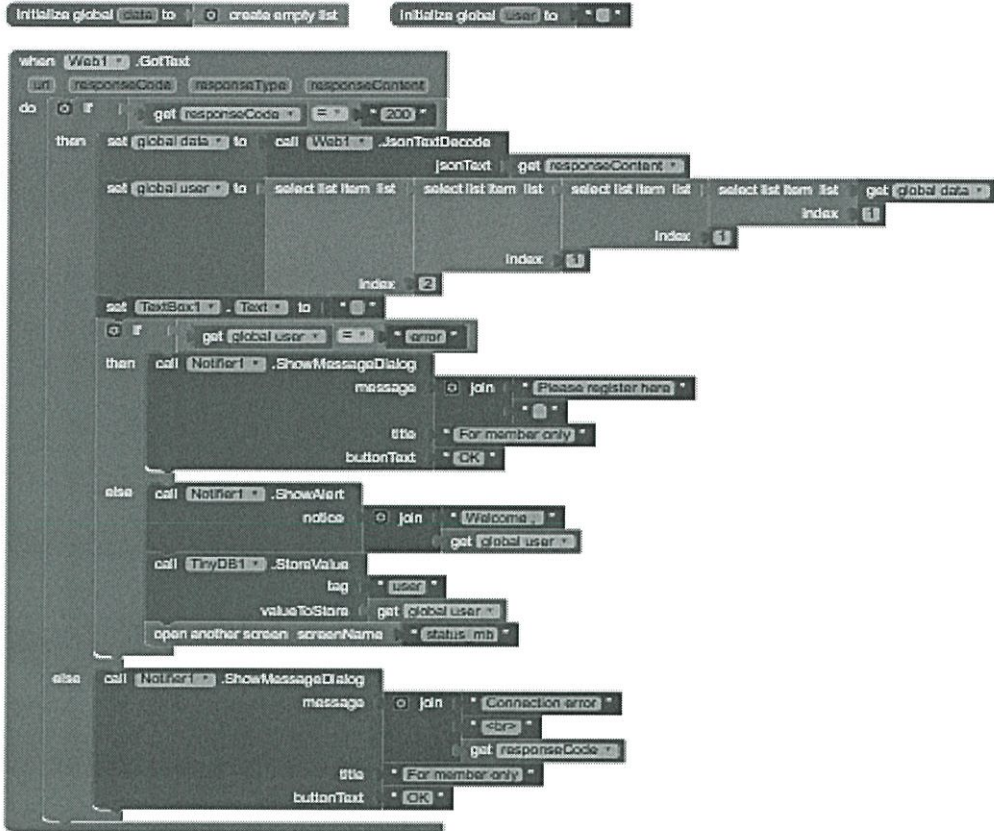 initialize global data to create empty list initialize global user to " "
when Web1 .GotText
url responseCode responseType responseContent
do if get responseCode = " 200 "
then set global data to call Web1 .JsonTextDecode
jsonText get responseContent
set global user to select list item list select list item list select list item list select list item list get global data
index 1
index 1
index 1
index 2
set TextBox1 . Text to " "
if get global user = " error "
then call Notifier1 .ShowMessageDialog
message join " Please register here "
" "
title " For member only "
buttonText " OK "
else call Notifier1 .ShowAlert
notice join " Welcome , "
get global user
call TinyDB1 .StoreValue
tag " user "
valueToStore get global user
open another screen screenName " status_mb "
else call Notifier1 .ShowMessageDialog
message join " Connection error "
" <br> "
get responseCode
title " For member only "
buttonText " OK "